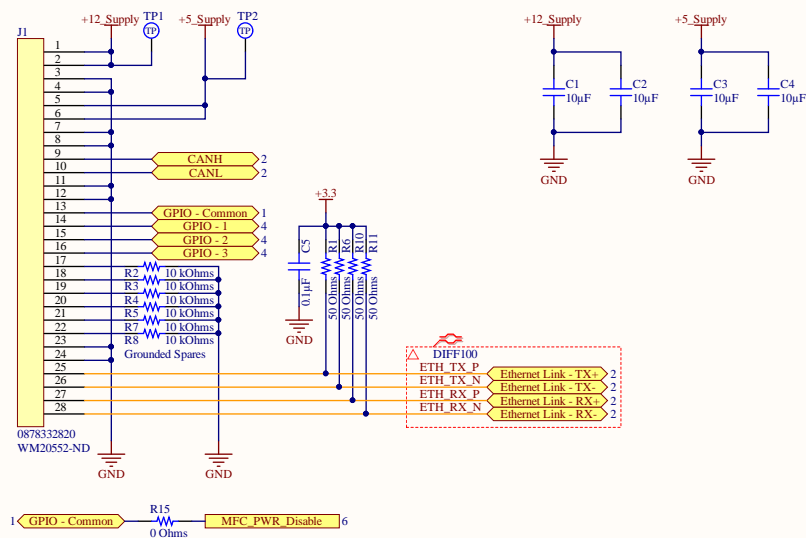 +12_Supply
TP1
TP
+5_Supply
TP2
TP
+12_Supply
+5_Supply
J1
1
2
3
4
5
6
7
8
9
10
11
12
13
14
15
16
17
18
19
20
21
22
23
24
25
26
27
28
0878332820
WM20552-ND
C1
10µF
C2
10µF
C3
10µF
C4
10µF
GND
GND
CANH 2
CANL 2
GPIO - Common 1
GPIO - 1 4
GPIO - 2 4
GPIO - 3 4
R2 10 kOhms
R3 10 kOhms
R4 10 kOhms
R5 10 kOhms
R7 10 kOhms
R8 10 kOhms
Grounded Spares
+3.3
C5
0.1µF
R1
50 Ohms
R6
50 Ohms
R10
50 Ohms
R11
50 Ohms
GND
DIFF100
ETH_TX_P Ethernet Link - TX+ 2
ETH_TX_N Ethernet Link - TX- 2
ETH_RX_P Ethernet Link - RX+ 2
ETH_RX_N Ethernet Link - RX- 2
GND
GND
1 GPIO - Common
R15
0 Ohms
MFC_PWR_Disable 6